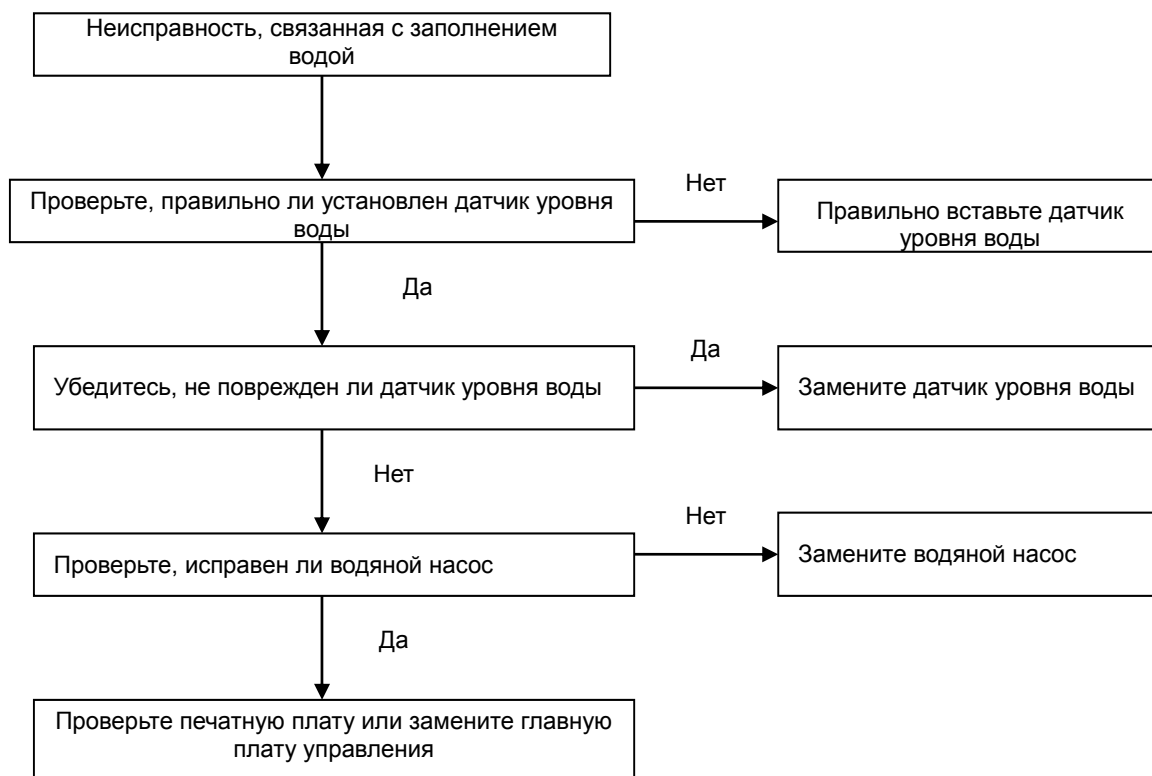 Неисправность, связанная с заполнением
водой
Проверьте, правильно ли установлен датчик уровня
воды
Нет
Правильно вставьте датчик
уровня воды
Да
Убедитесь, не поврежден ли датчик уровня воды
Да
Замените датчик уровня воды
Нет
Проверьте, исправен ли водяной насос
Нет
Замените водяной насос
Да
Проверьте печатную плату или замените главную
плату управления